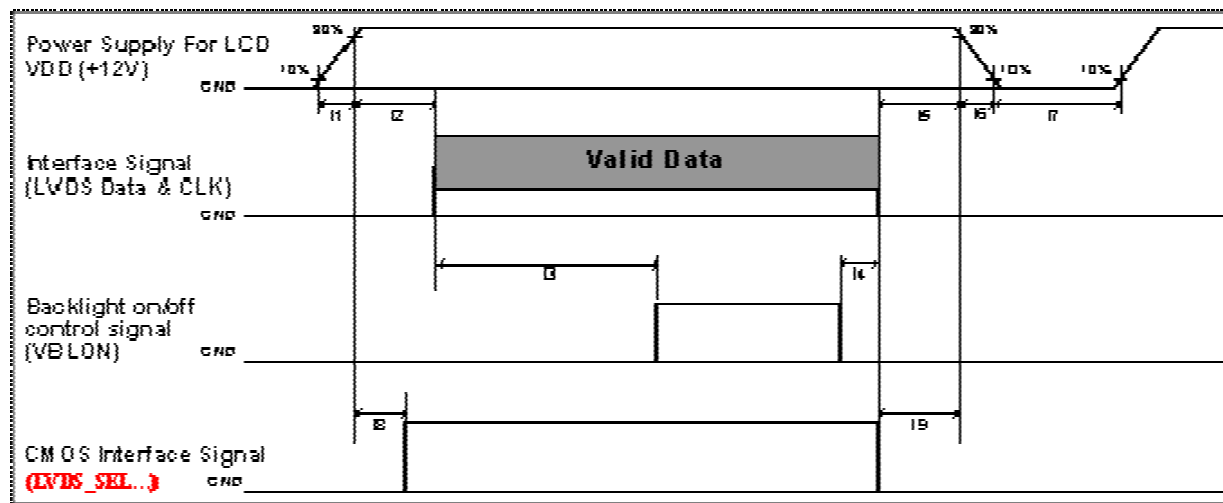 Power Supply For LCD
VDD (+12V)
90%
10%
GND
90%
10%
10%
t1
t2
t5
t6
t7
Interface Signal
(LVDS Data & CLK)
GND
Valid Data
t3
t4
Backlight on/off
control signal
(VBLON)
GND
t8
t9
CMOS Interface Signal
(LVDS_SEL...)
GND